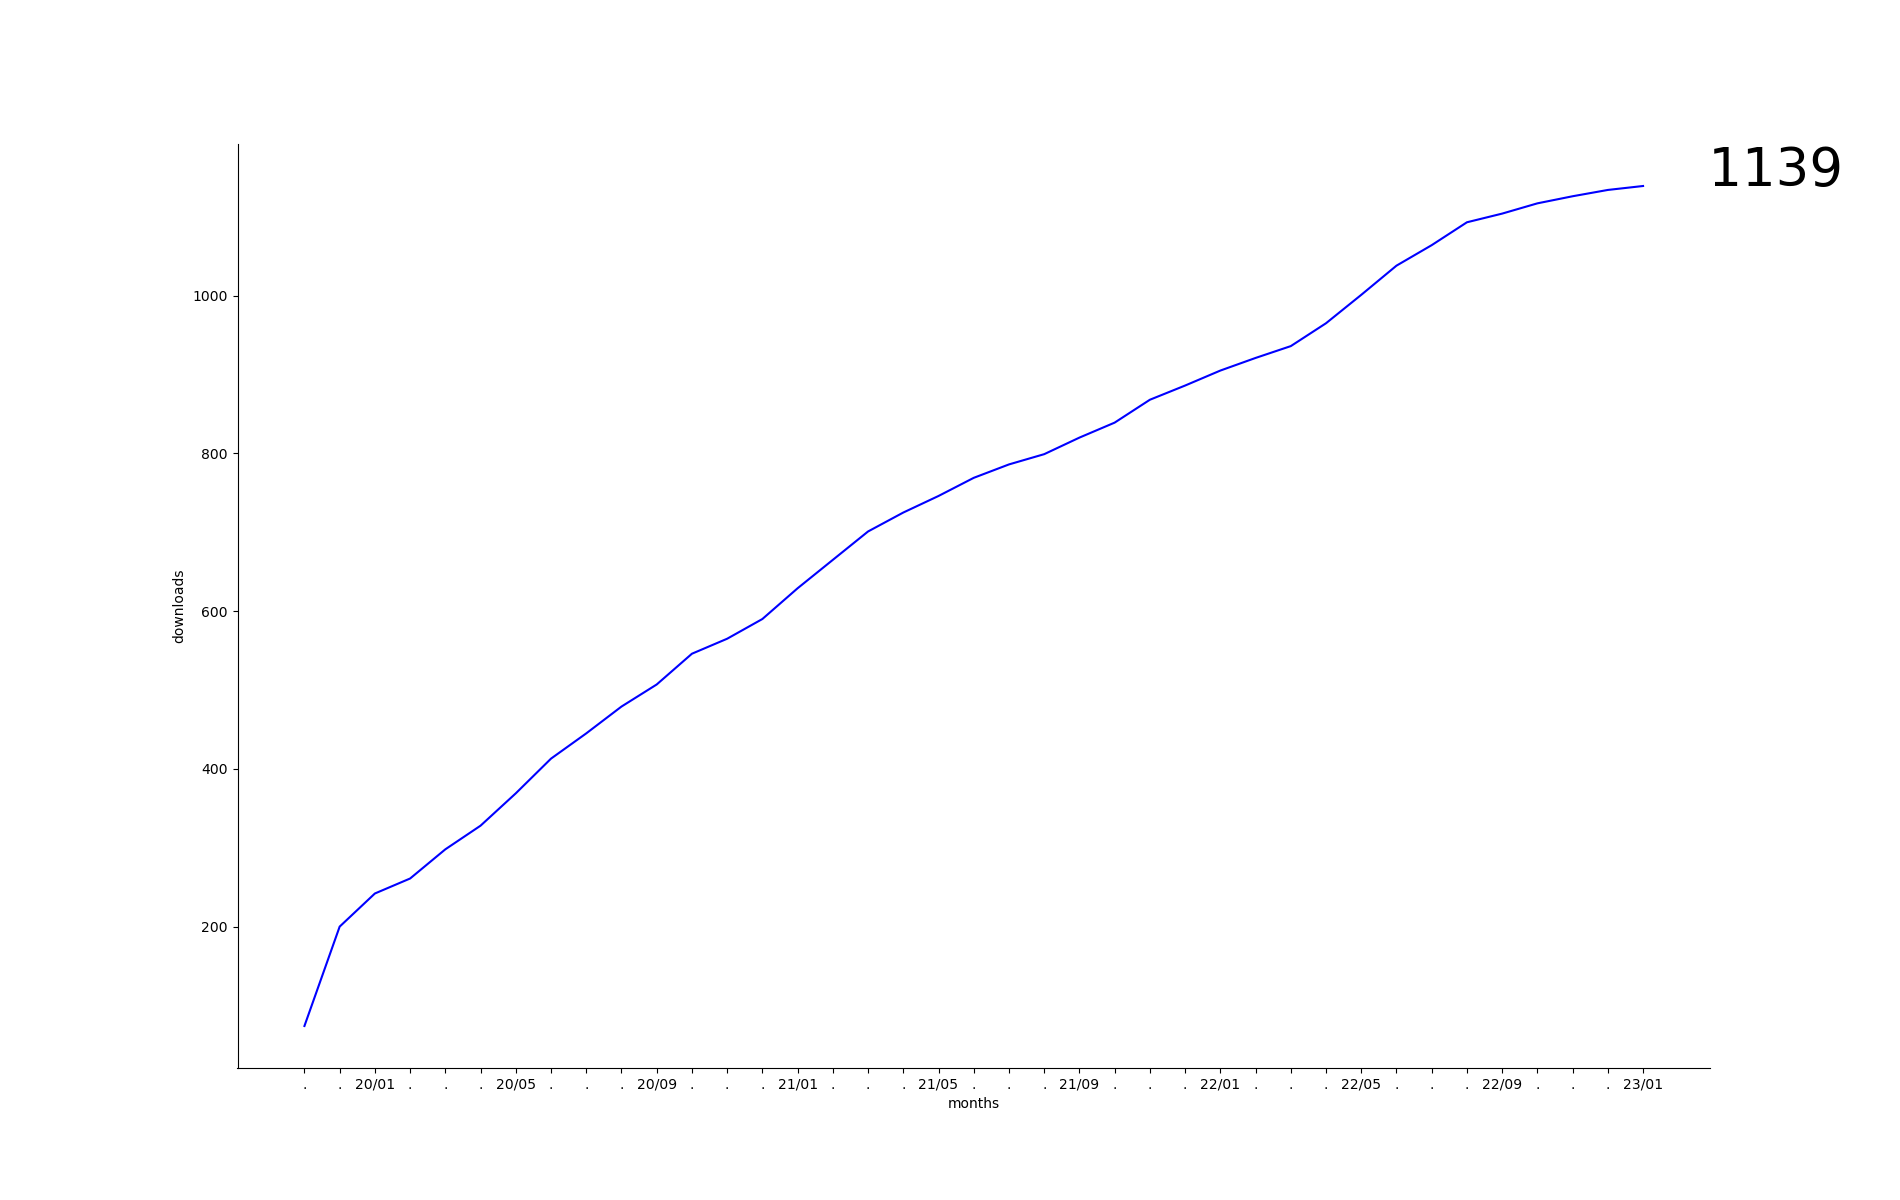 1139
1000
800
600
400
200
downloads
. . 20/01 . . . 20/05 . . . 20/09 . . . 21/01 . . . 21/05 . . . 21/09 . . . 22/01 . . . 22/05 . . . 22/09 . . . 23/01
months